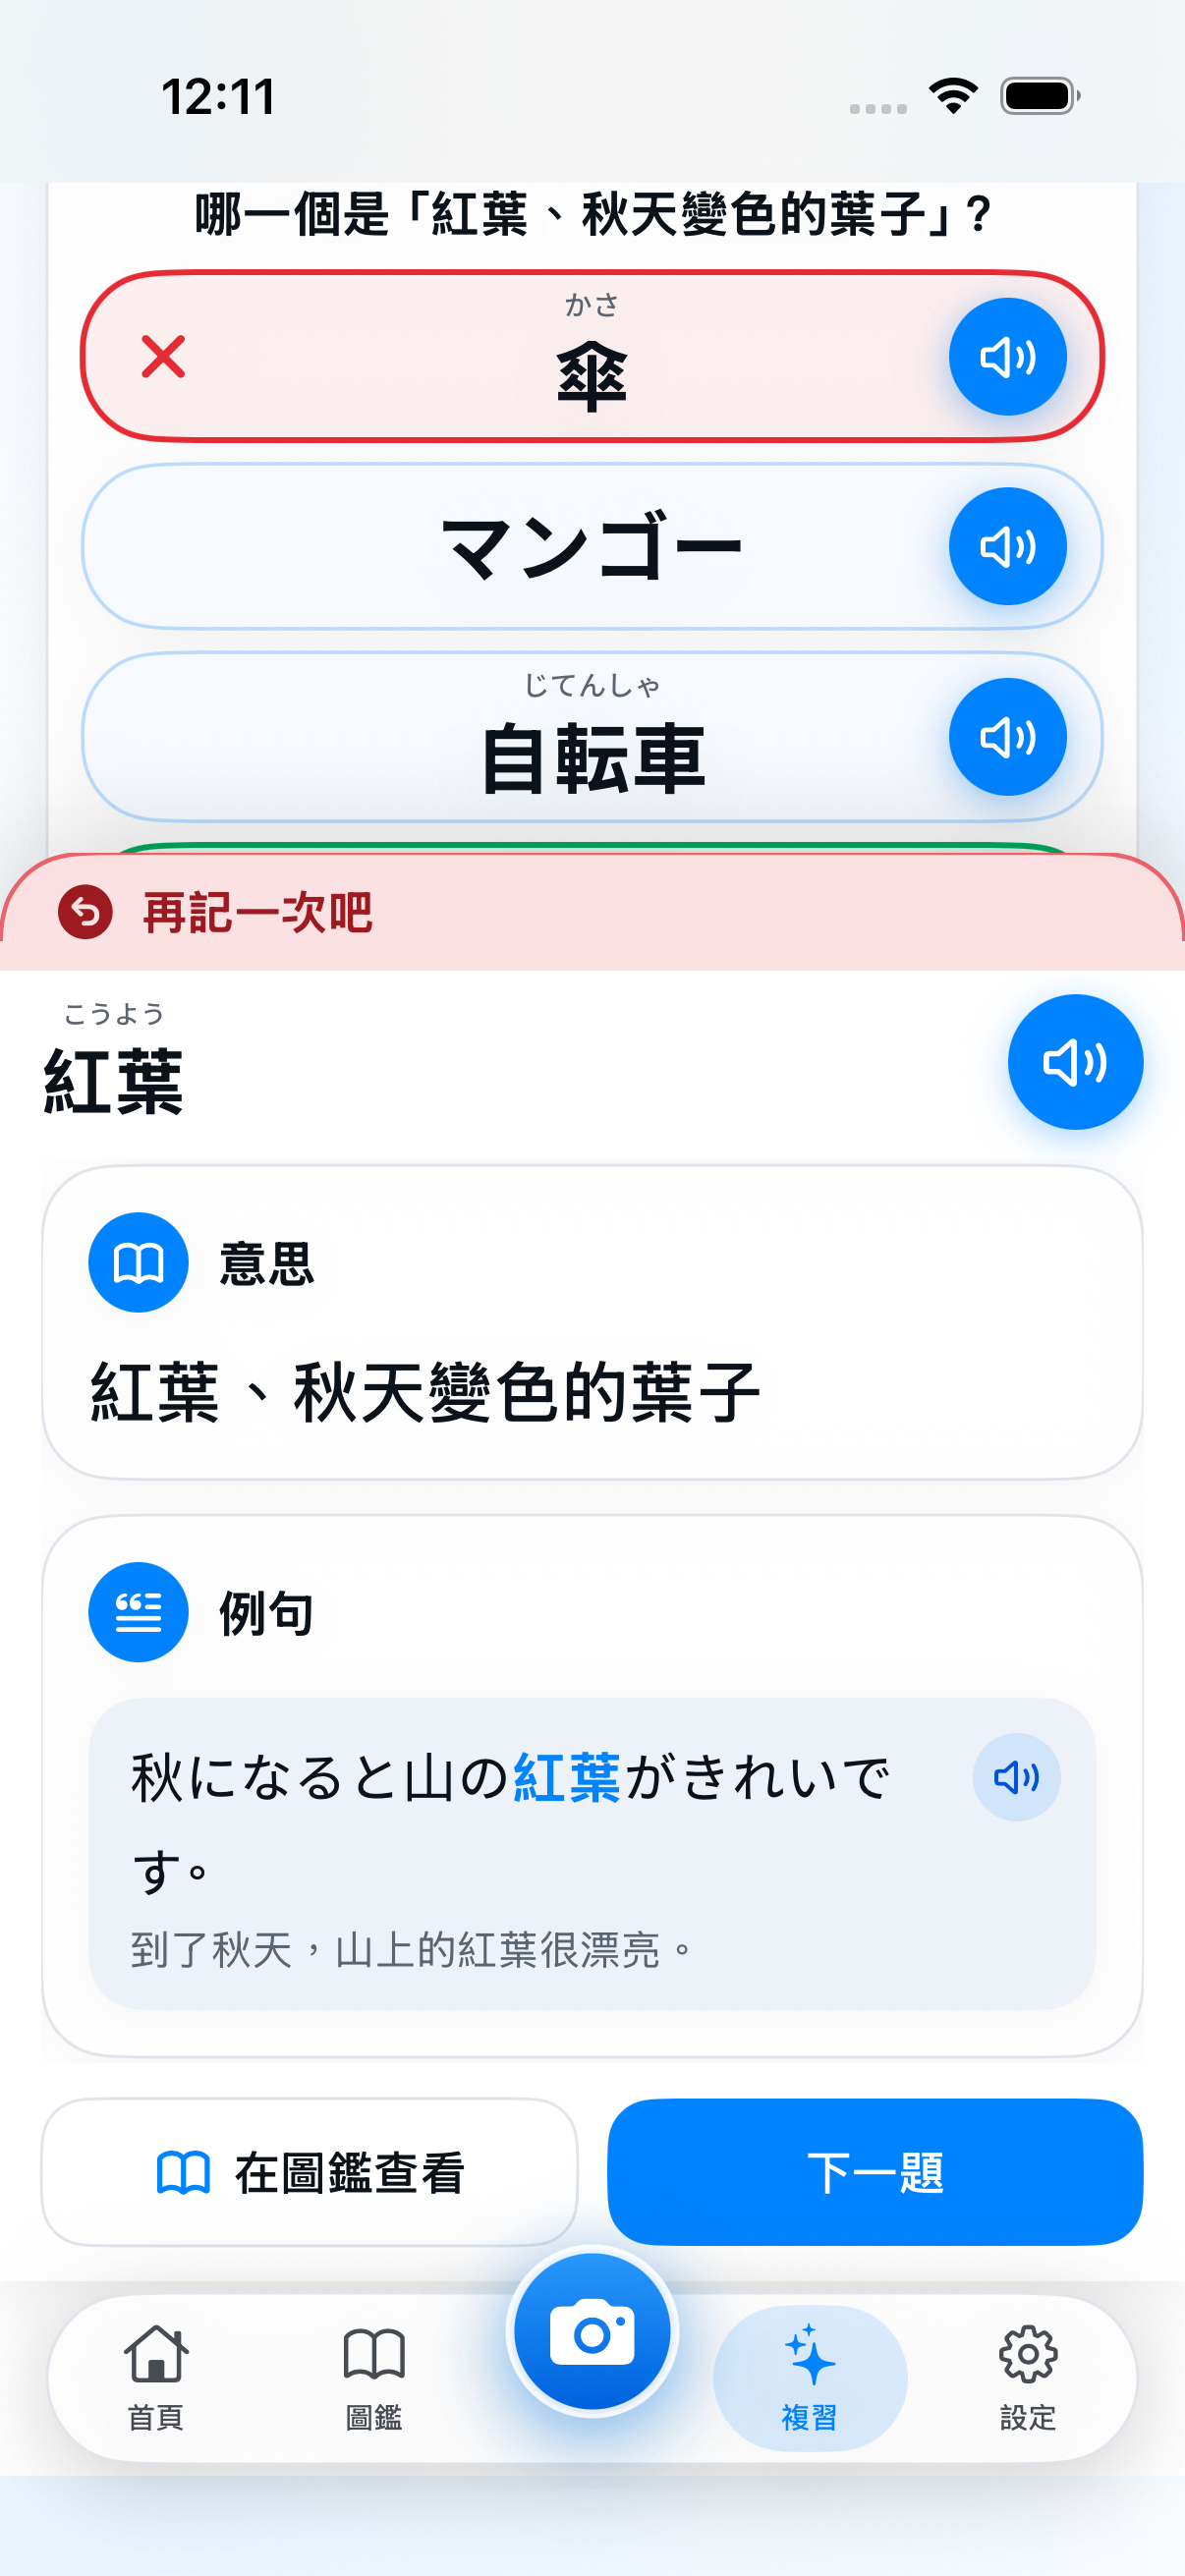 12:11
哪一個是「紅葉、秋天變色的葉子」?
かさ
傘
マンゴー
じてんしゃ
自転車
再記一次吧
こうよう
紅葉
意思
紅葉、秋天變色的葉子
例句
秋になると山の紅葉がきれいで
す。
到了秋天，山上的紅葉很漂亮。
在圖鑑查看
下一題
首頁
圖鑑
複習
設定